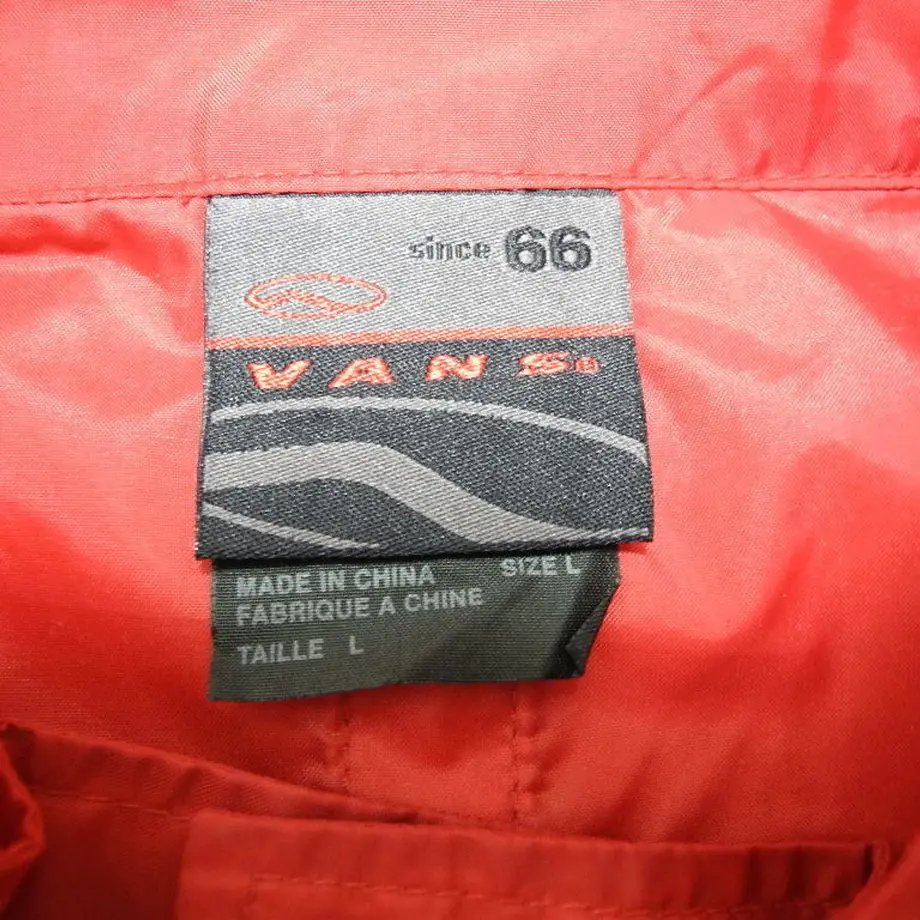 since 66
VANS®
MADE IN CHINA SIZE L
FABRIQUE A CHINE
TAILLE L